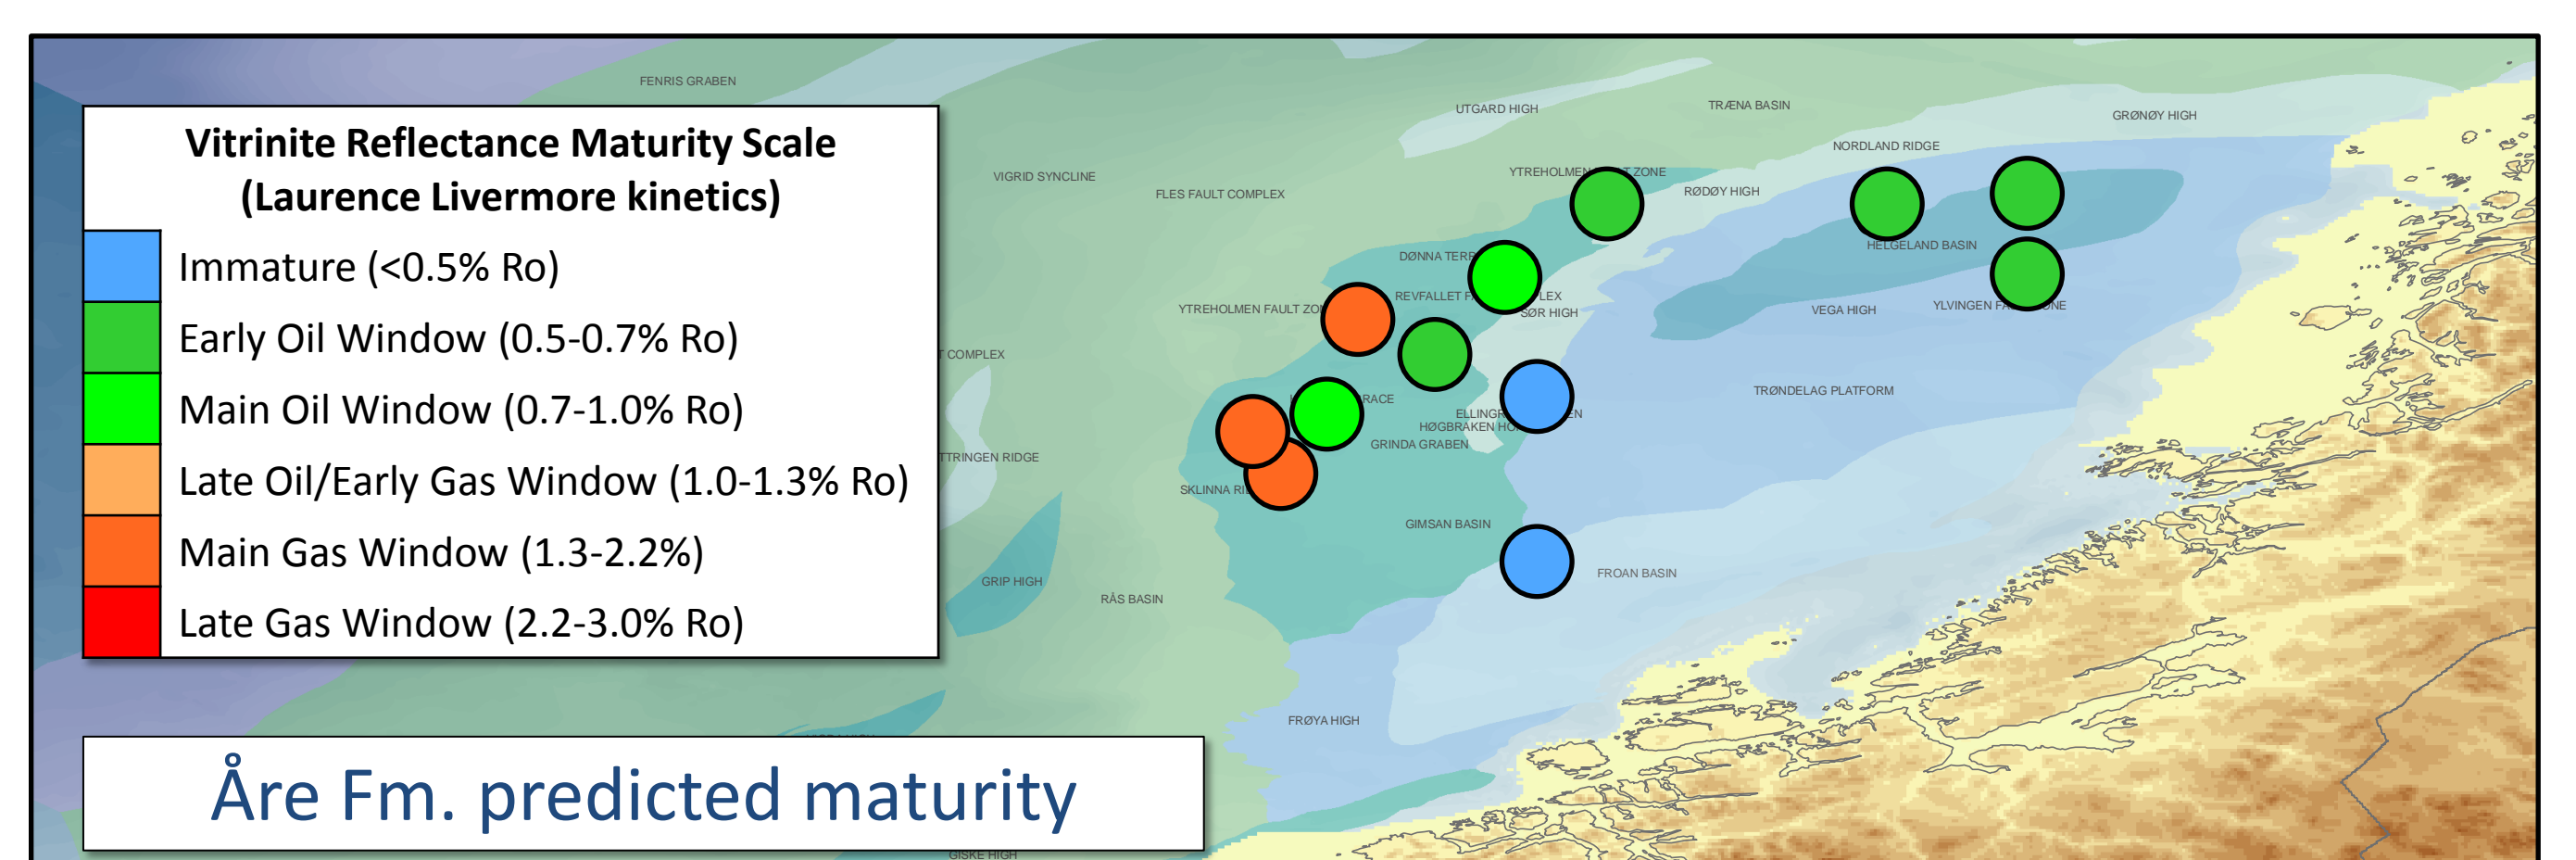 FENRIS GRABEN
UTGARD HIGH
TRÆNA BASIN
GRØNØY HIGH
Vitrinite Reflectance Maturity Scale
(Laurence Livermore kinetics)
Immature (<0.5% Ro)
Early Oil Window (0.5-0.7% Ro)
Main Oil Window (0.7-1.0% Ro)
Late Oil/Early Gas Window (1.0-1.3% Ro)
Main Gas Window (1.3-2.2%)
Late Gas Window (2.2-3.0% Ro)
NORDLAND RIDGE
VIGRID SYNCLINE
YTREHOLMEN ZONE
FLES FAULT COMPLEX
RØDØY HIGH
HELGELAND BASIN
DØNNA
REVFALLET
YTREHOLMEN FAULT
SØR HIGH
VEGA HIGH
YLVINGEN
COMPLEX
TRØNDELAG PLATFORM
GRINDA GRABEN
RIDGE
SKLINNA
GIMSAN BASIN
FROAN BASIN
GRIP HIGH
RÅS BASIN
FRØYA HIGH
Åre Fm. predicted maturity
GISKE HIGH